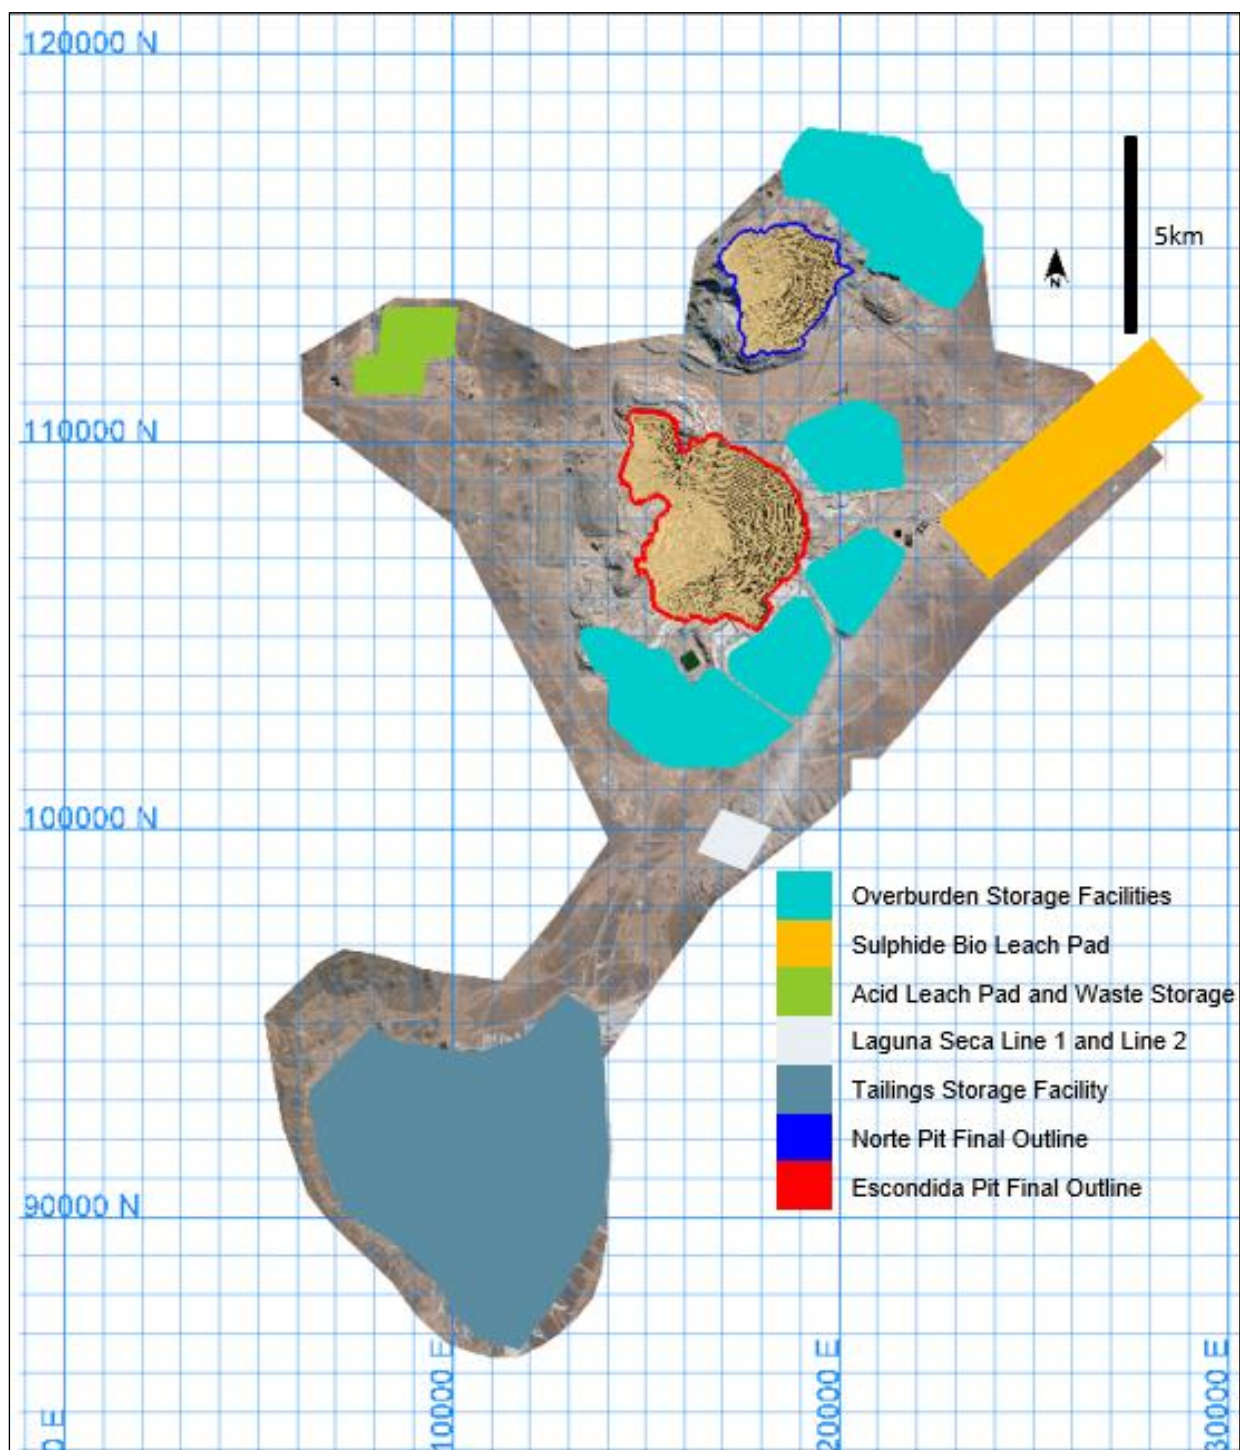 120000 N
5km
N
110000 N
100000 N
Overburden Storage Facilities
Sulphide Bio Leach Pad
Acid Leach Pad and Waste Storage
Laguna Seca Line 1 and Line 2
Tailings Storage Facility
Norte Pit Final Outline
Escondida Pit Final Outline
90000 N
0 E
10000 E
20000 E
30000 E